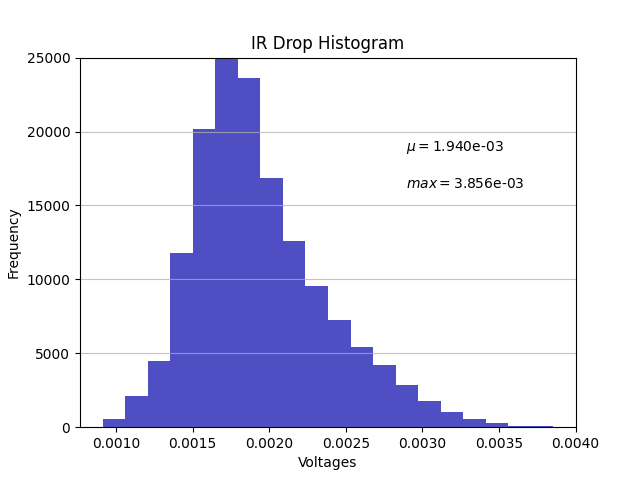 IR Drop Histogram
25000
20000
15000
10000
5000
0
Frequency
μ = 1.940e-03
max = 3.856e-03
0.0010 0.0015 0.0020 0.0025 0.0030 0.0035 0.0040
Voltages